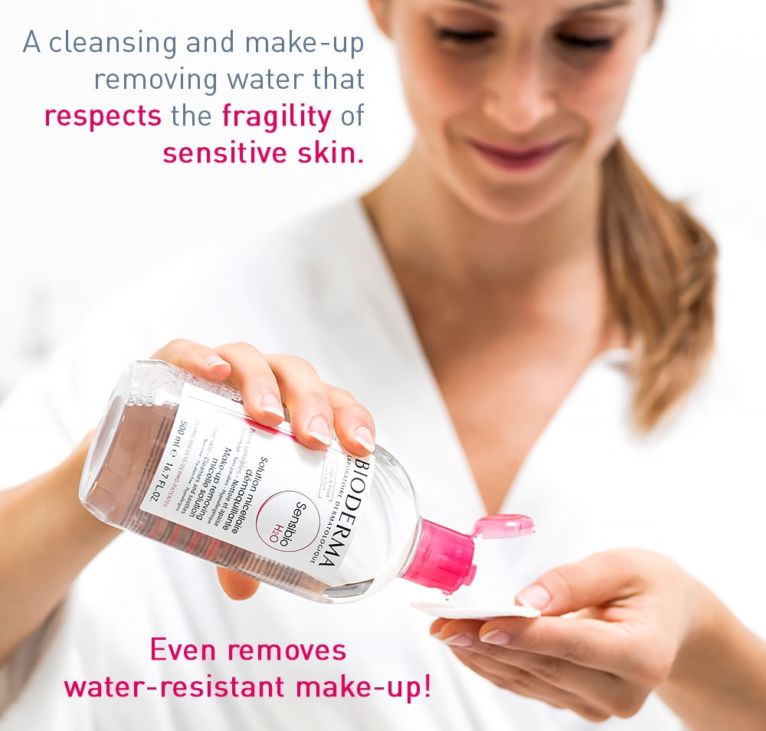 A cleansing and make-up
removing water that
respects the fragility of
sensitive skin.
BIODERMA
LABORATOIRE DERMATOLOGIQUE
Sensibio
H2O
Solution micellaire
démaquillante
Make-up removing
micelle solution
500 ml e 16.7 FL.OZ.
Even removes
water-resistant make-up!